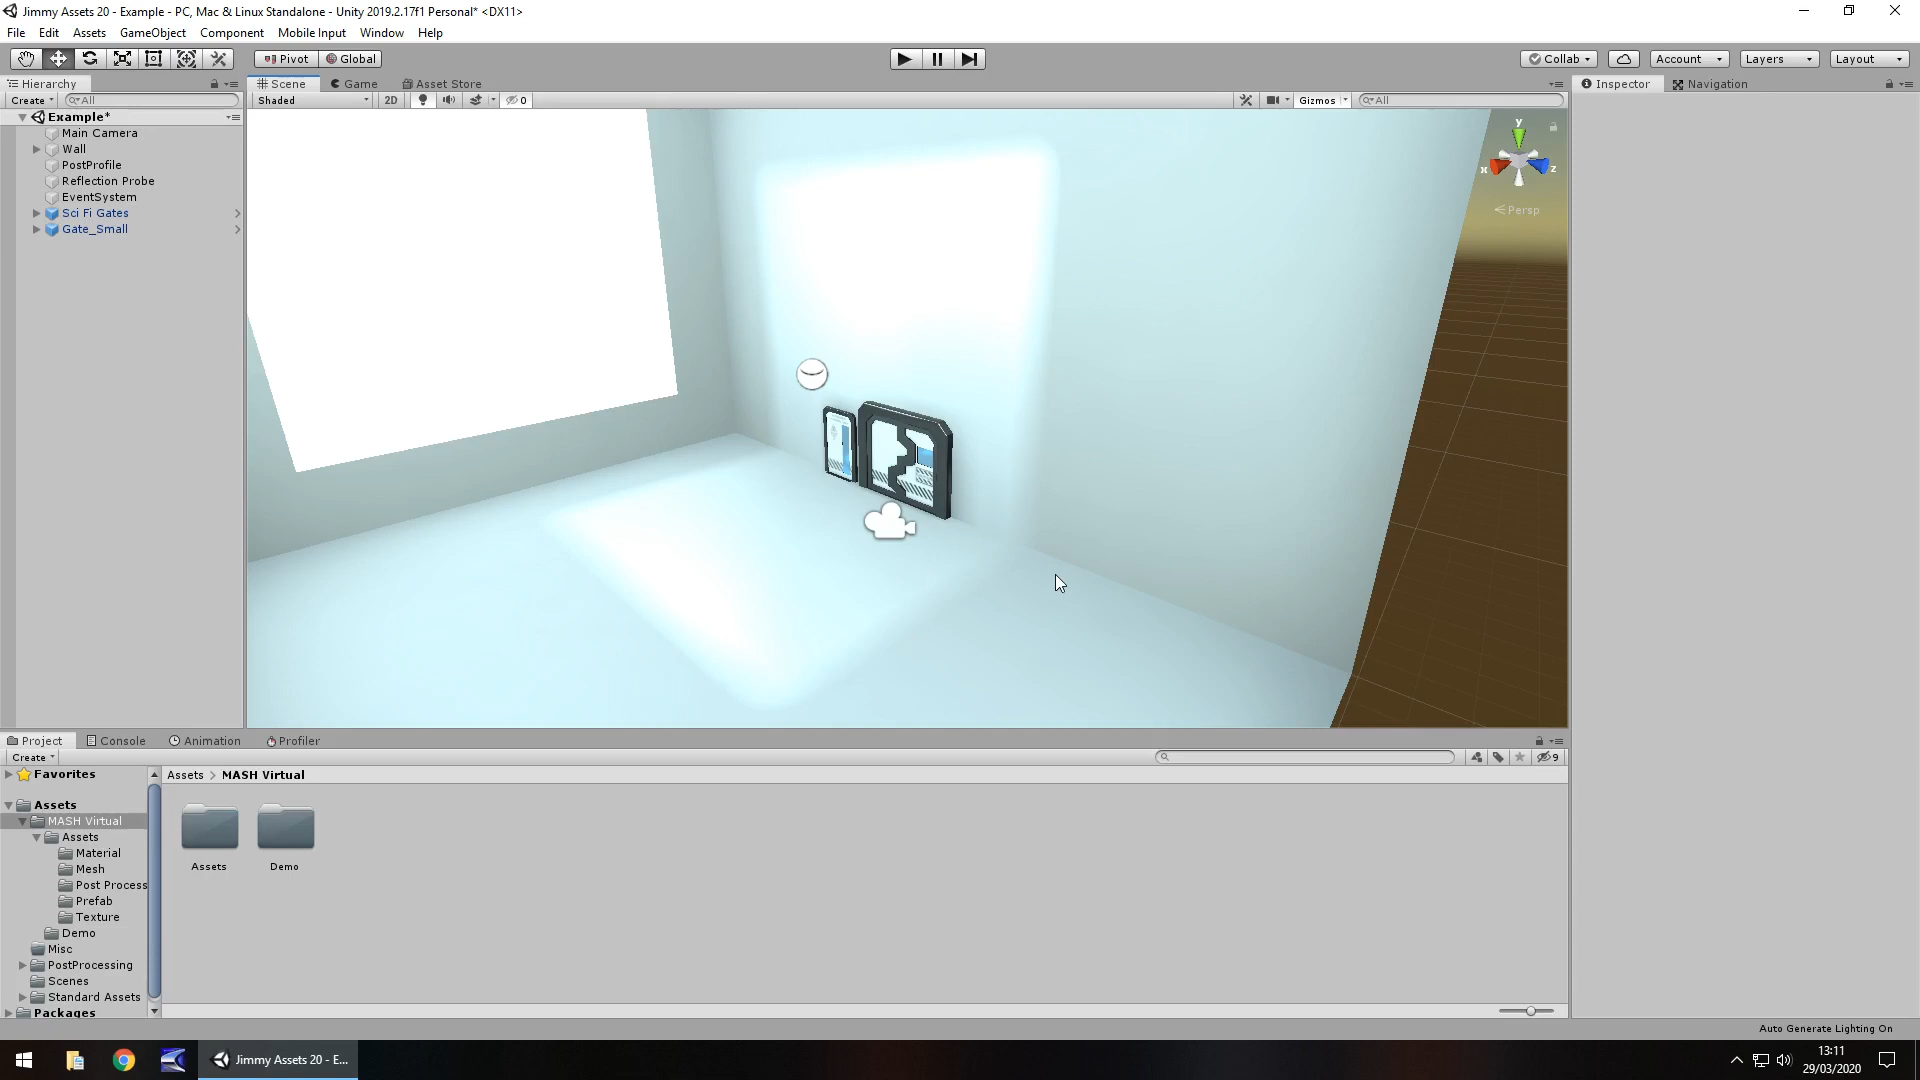 Jimmy Assets 20 - Example - PC, Mac & Linux Standalone - Unity 2019.2.17f1 Personal* <DX11>
File Edit Assets GameObject Component Mobile Input Window Help
Pivot Global Collab Account Layers Layout
Hierarchy Scene Game Asset Store Inspector Navigation
Create All Shaded 2D 0 Gizmos All
Example*
Main Camera
Wall
PostProfile
Reflection Probe
EventSystem
Sci Fi Gates
Gate_Small
y
x z
Persp
Project Console Animation Profiler
Create 9
Favorites
Assets > MASH Virtual
Assets
MASH Virtual
Assets
Material
Mesh
Post Process
Prefab
Texture
Demo
Misc
PostProcessing
Scenes
Standard Assets
Packages
Assets Demo
Auto Generate Lighting On
Jimmy Assets 20 - E...
13:11
29/03/2020